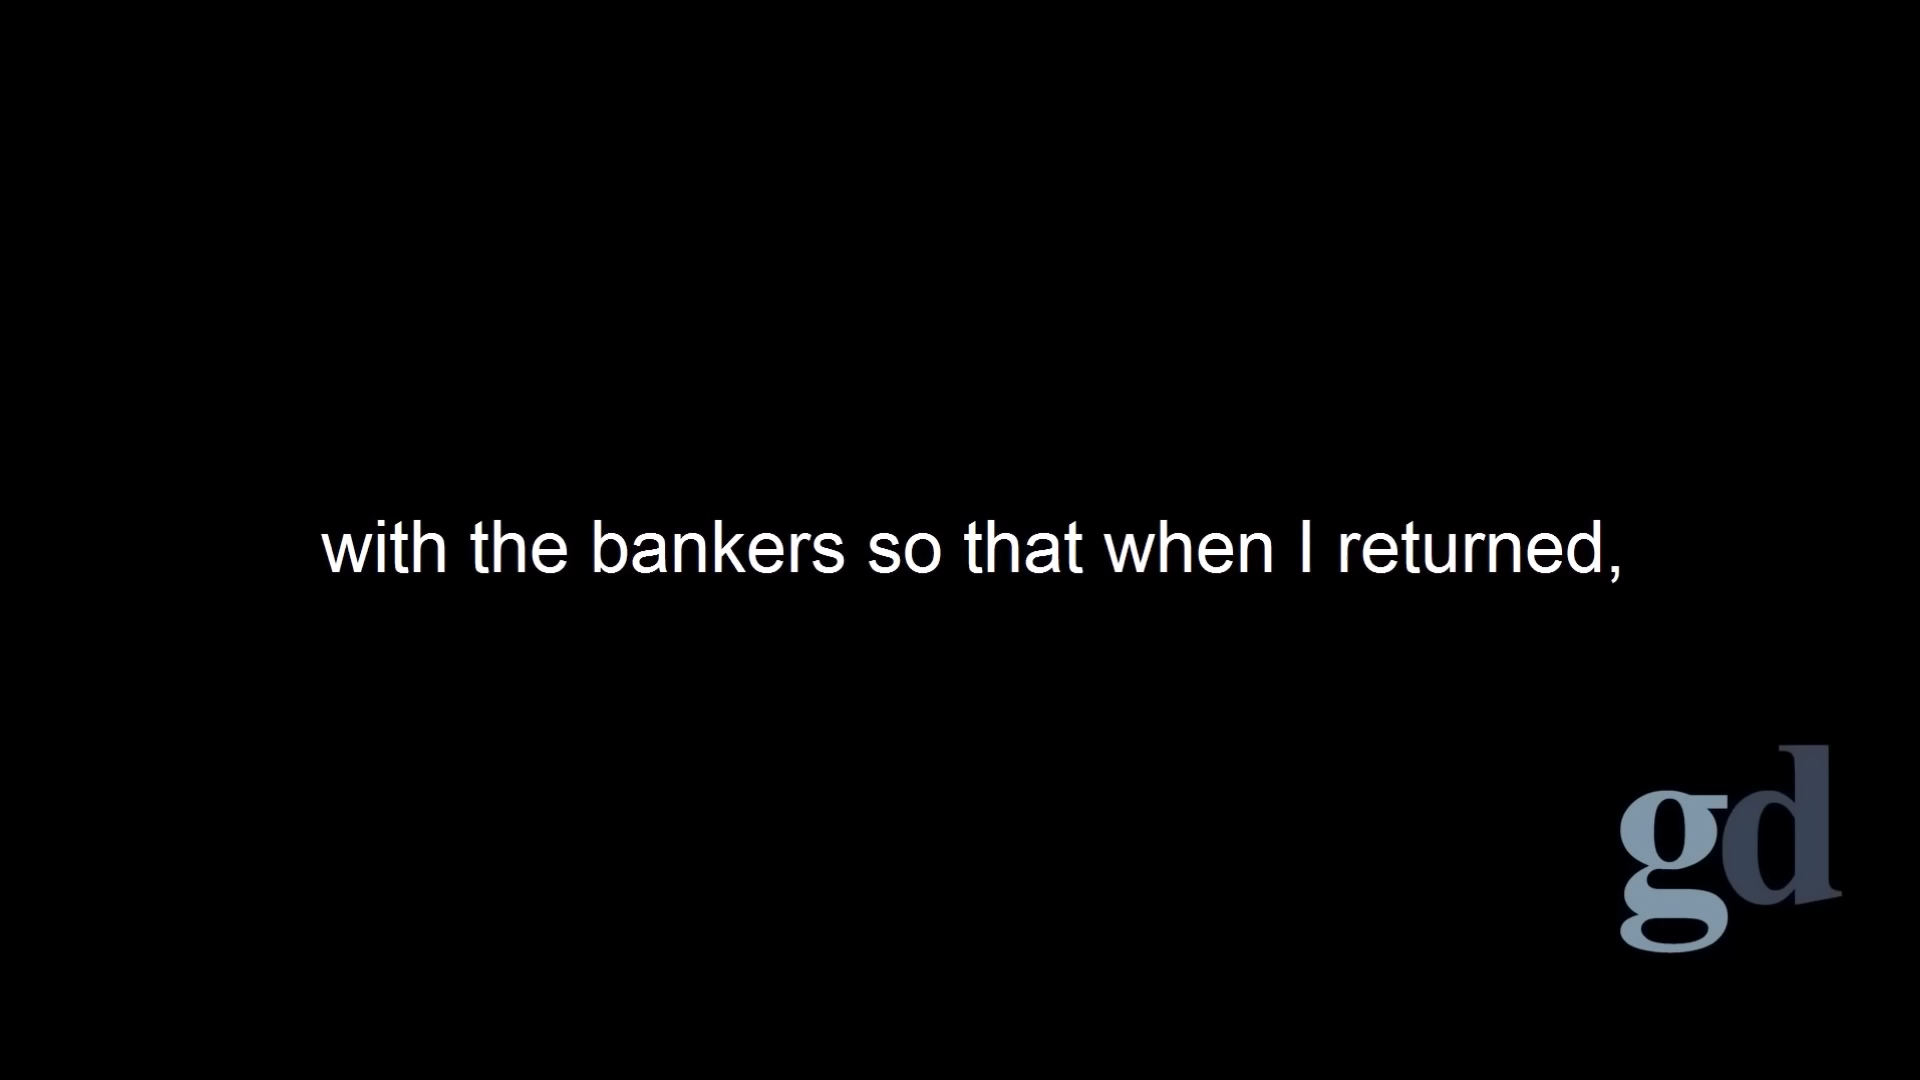 with the bankers so that when I returned,
gd